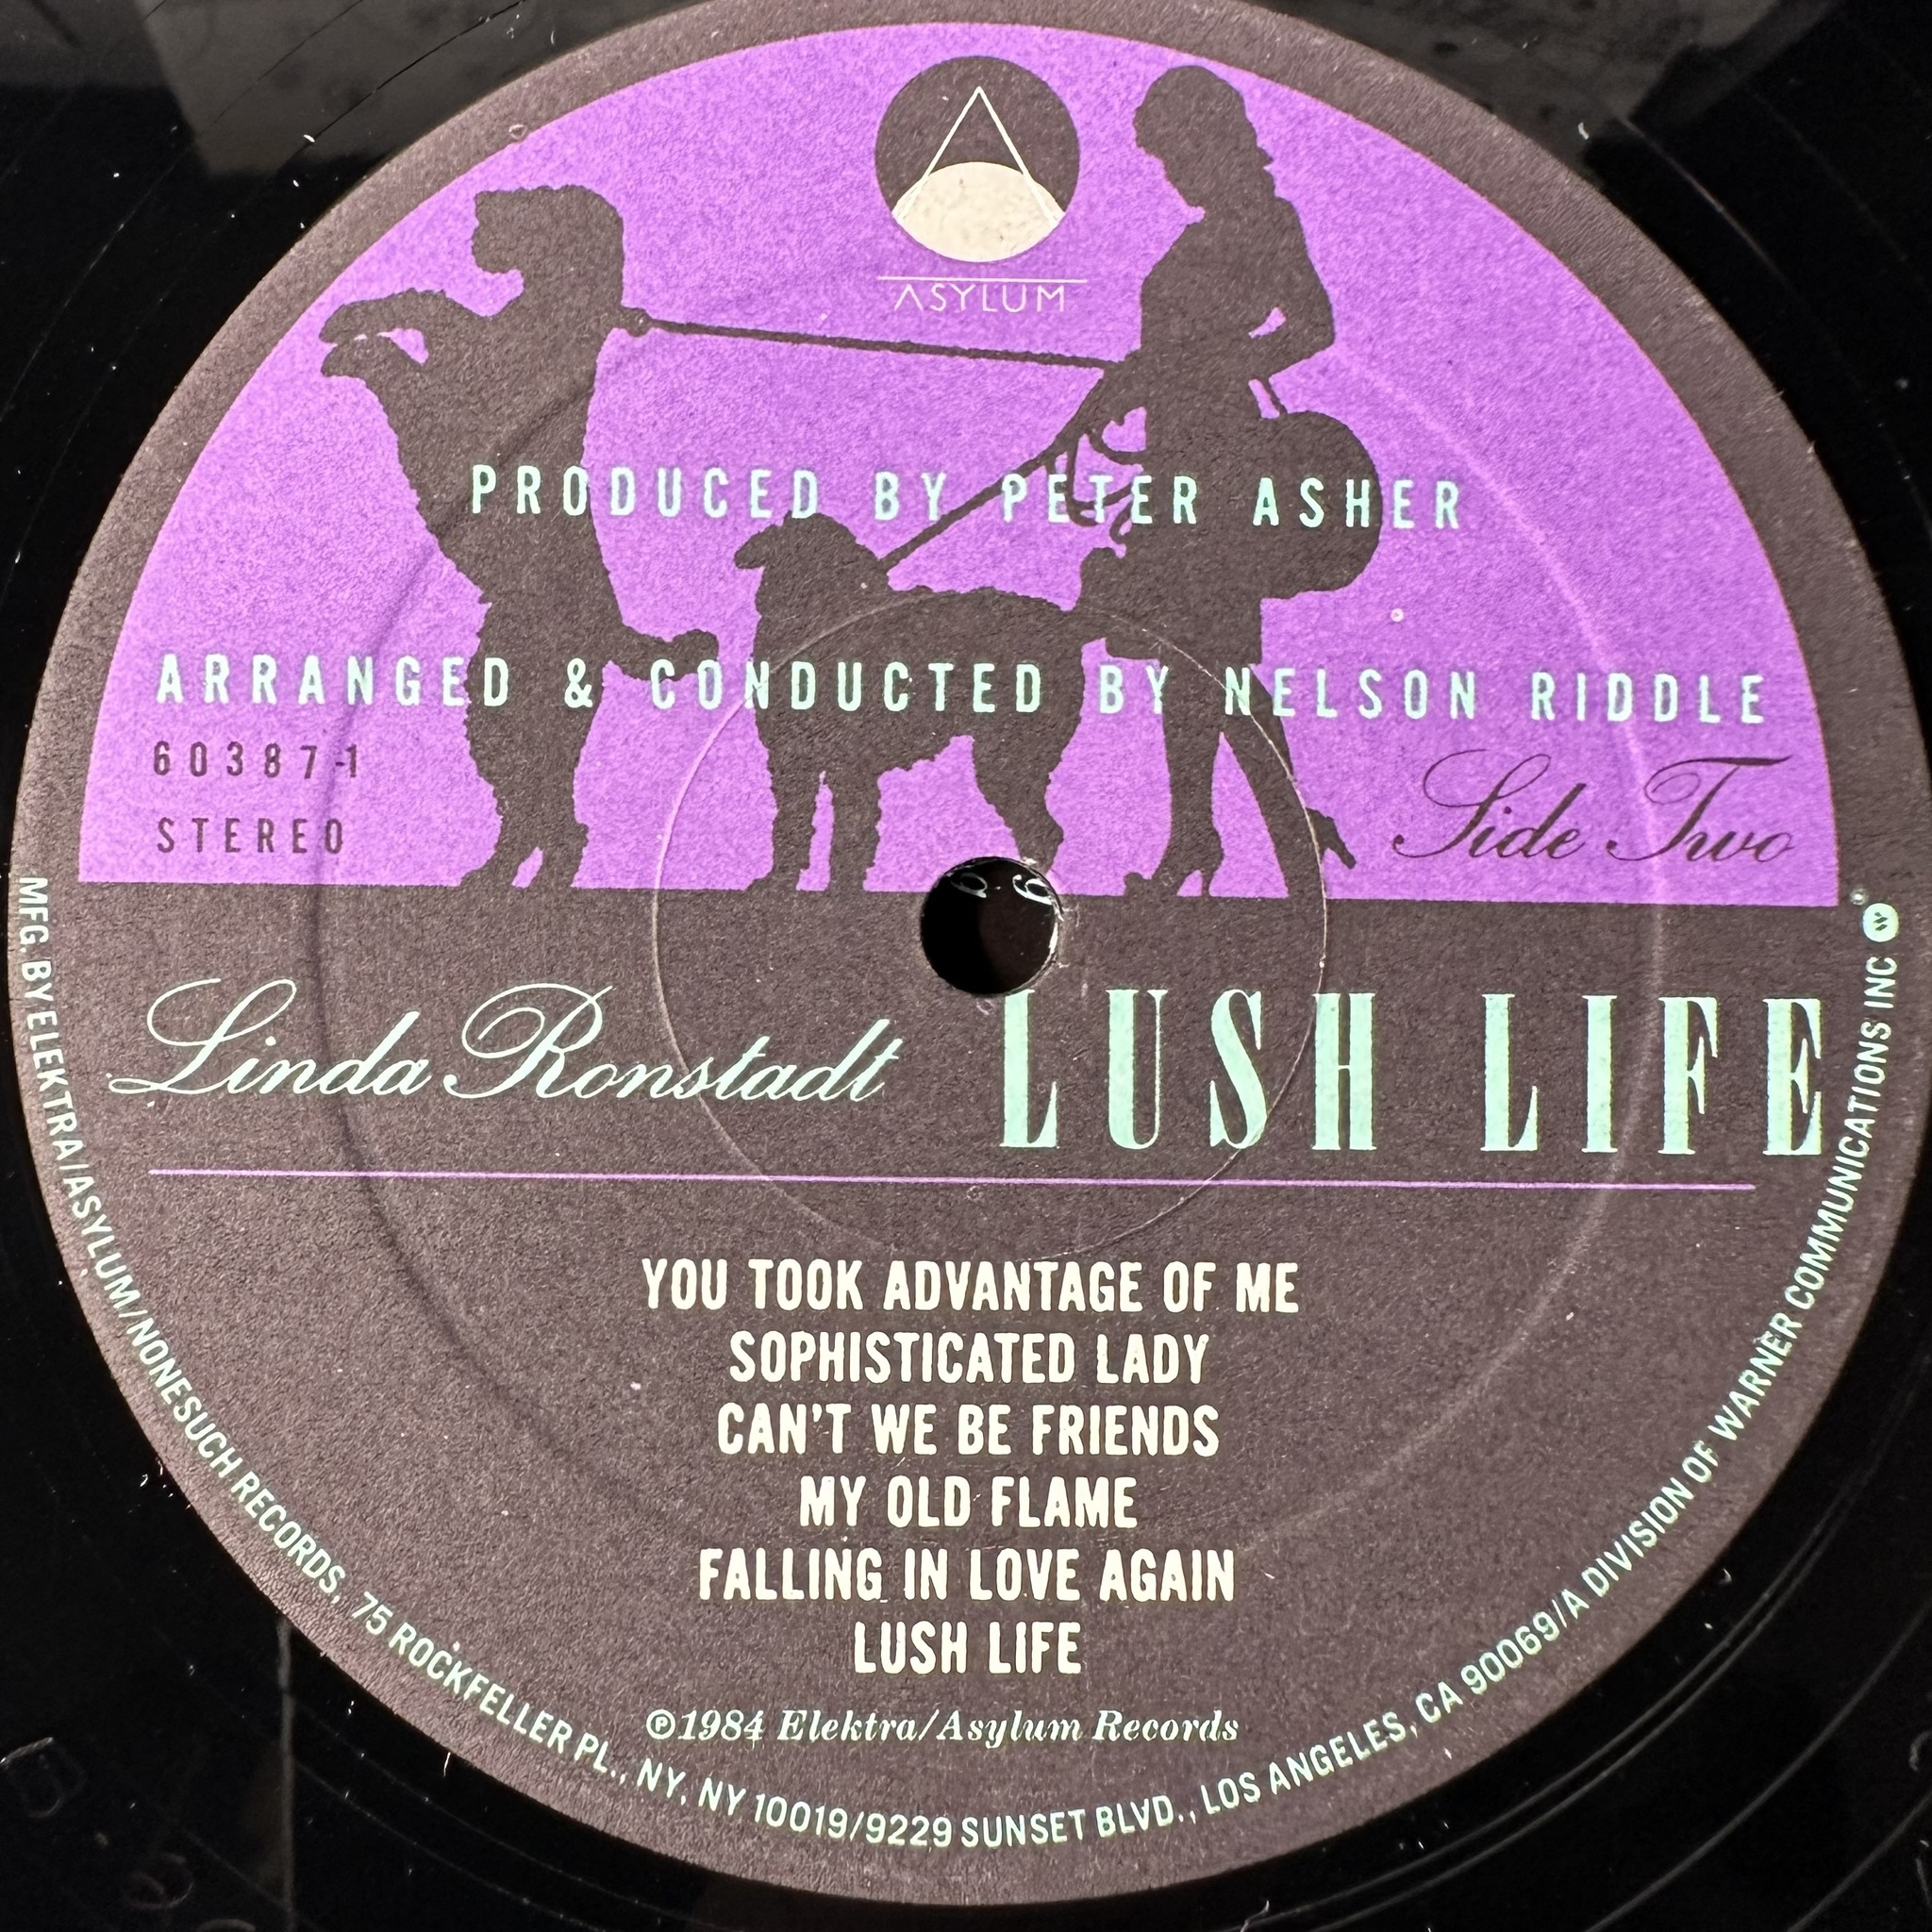 ASYLUM
PRODUCED BY PETER ASHER
ARRANGED & CONDUCTED BY NELSON RIDDLE
60387-1
STEREO
Side Two
Linda Ronstadt LUSH LIFE
YOU TOOK ADVANTAGE OF ME
SOPHISTICATED LADY
CAN'T WE BE FRIENDS
MY OLD FLAME
FALLING IN LOVE AGAIN
LUSH LIFE
℗1984 Elektra/Asylum Records
MFG. BY ELEKTRA/ASYLUM/NONESUCH RECORDS, 75 ROCKFELLER PL., NY, NY 10019/9229 SUNSET BLVD., LOS ANGELES, CA 90069/A DIVISION OF WARNER COMMUNICATIONS INC